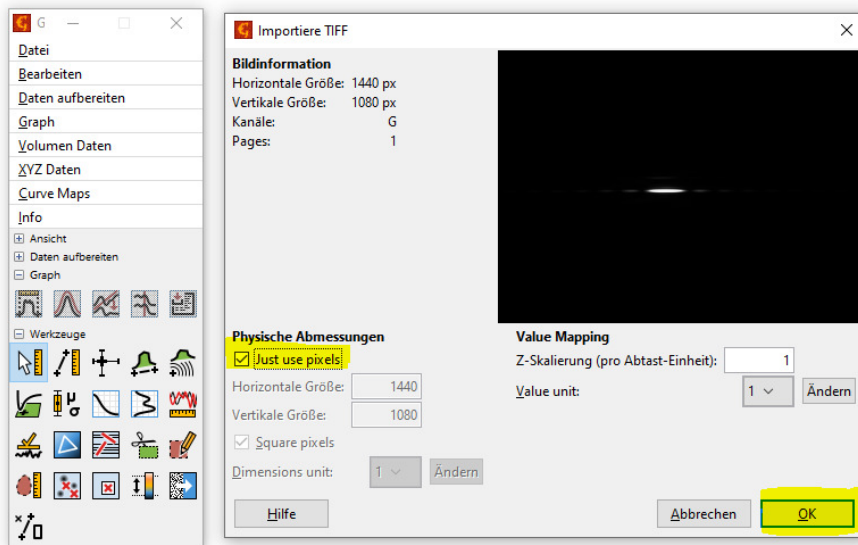 G
Datei
Bearbeiten
Daten aufbereiten
Graph
Volumen Daten
XYZ Daten
Curve Maps
Info
Ansicht
Daten aufbereiten
Graph
Werkzeuge
Importiere TIFF
Bildinformation
Horizontale Größe: 1440 px
Vertikale Größe: 1080 px
Kanäle: G
Pages: 1
Physische Abmessungen
Just use pixels
Horizontale Größe: 1440
Vertikale Größe: 1080
Square pixels
Dimensions unit: 1 Ändern
Value Mapping
Z-Skalierung (pro Abtast-Einheit): 1
Value unit: 1 Ändern
Hilfe
Abbrechen
OK